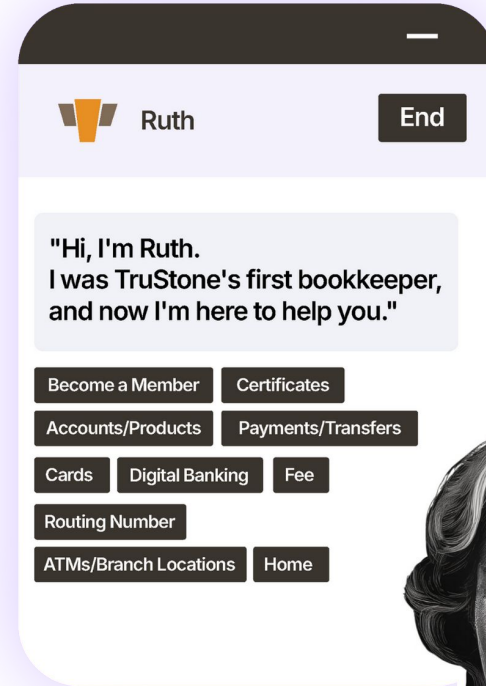 Ruth
End
"Hi, I'm Ruth.
I was TruStone's first bookkeeper,
and now I'm here to help you."
Become a Member
Certificates
Accounts/Products
Payments/Transfers
Cards
Digital Banking
Fee
Routing Number
ATMs/Branch Locations
Home